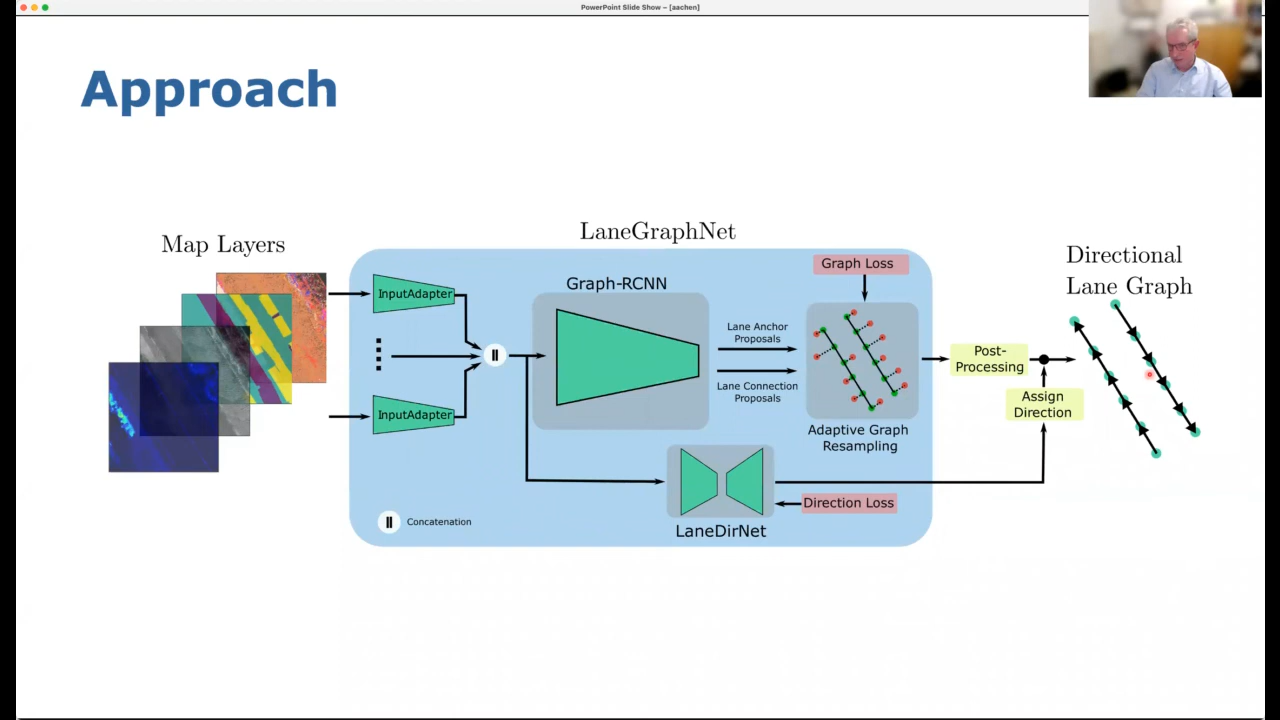 PowerPoint Slide Show – [aachen]
Approach
Map Layers
LaneGraphNet
InputAdapter
InputAdapter
Concatenation
Graph-RCNN
Lane Anchor
Proposals
Lane Connection
Proposals
Graph Loss
Adaptive Graph
Resampling
LaneDirNet
Direction Loss
Post-
Processing
Assign
Direction
Directional
Lane Graph